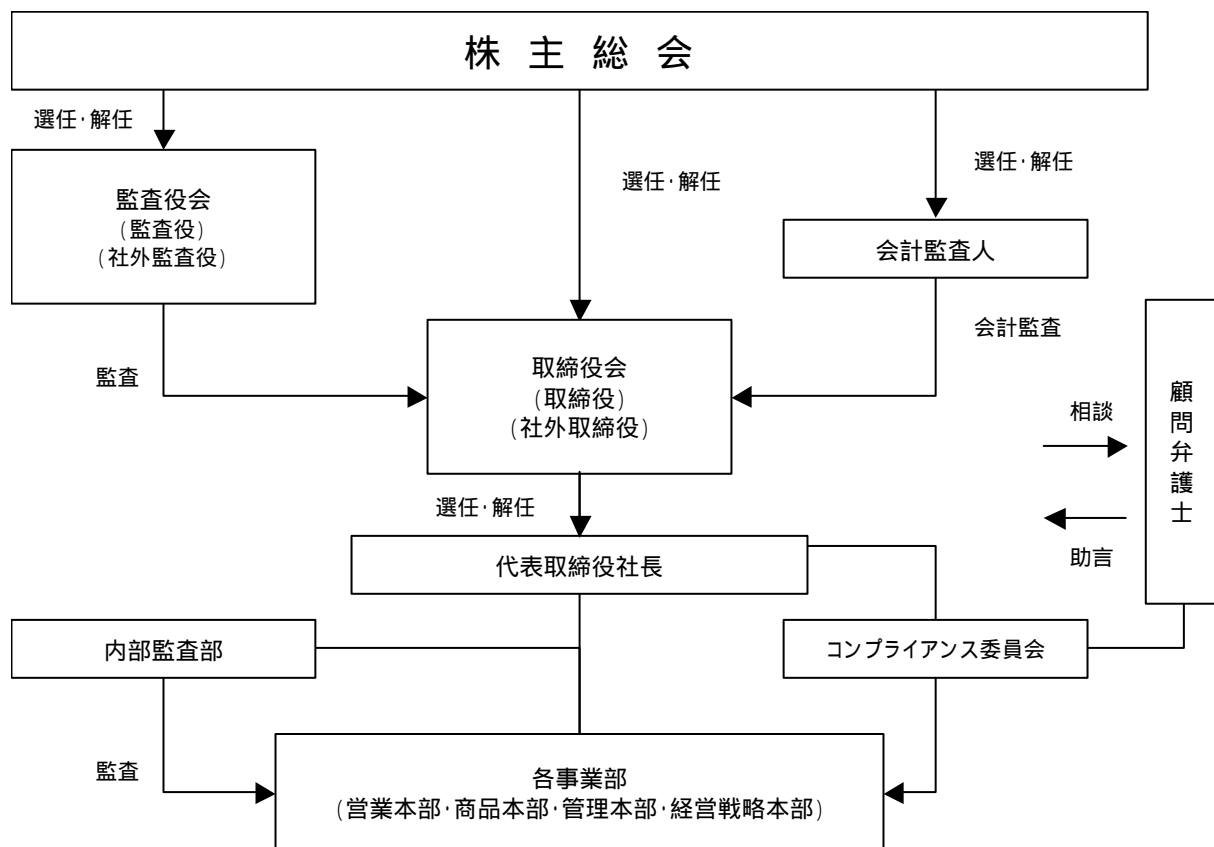 株主総会
選任・解任
選任・解任
選任・解任
監査役会
(監査役)
(社外監査役)
会計監査人
会計監査
監査
取締役会
(取締役)
(社外取締役)
相談
助言
顧問弁護士
選任・解任
代表取締役社長
内部監査部
コンプライアンス委員会
監査
各事業部
(営業本部・商品本部・管理本部・経営戦略本部)